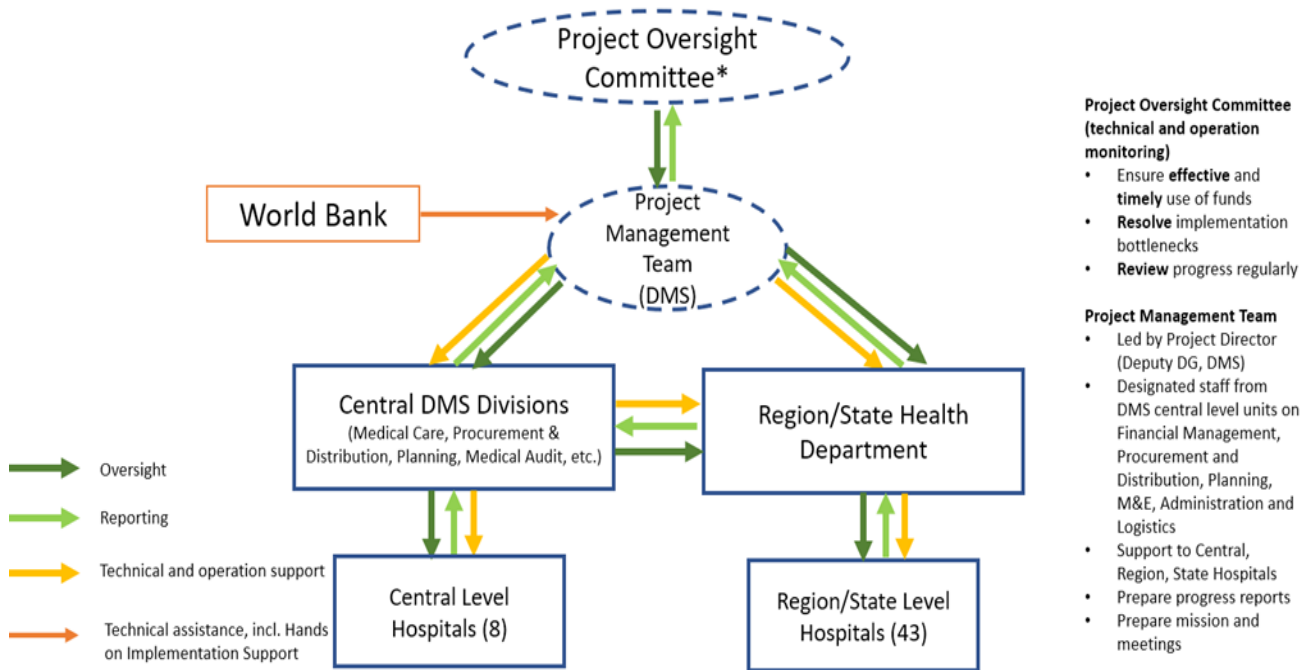 Project Oversight
Committee*
World Bank
Project
Management
Team
(DMS)
Central DMS Divisions
(Medical Care, Procurement &
Distribution, Planning, Medical Audit, etc.)
Region/State Health
Department
Central Level
Hospitals (8)
Region/State Level
Hospitals (43)
Oversight
Reporting
Technical and operation support
Technical assistance, incl. Hands
on Implementation Support
Project Oversight Committee
(technical and operation
monitoring)
• Ensure effective and
timely use of funds
• Resolve implementation
bottlenecks
• Review progress regularly
Project Management Team
• Led by Project Director
(Deputy DG, DMS)
• Designated staff from
DMS central level units on
Financial Management,
Procurement and
Distribution, Planning,
M&E, Administration and
Logistics
• Support to Central,
Region, State Hospitals
• Prepare progress reports
• Prepare mission and
meetings